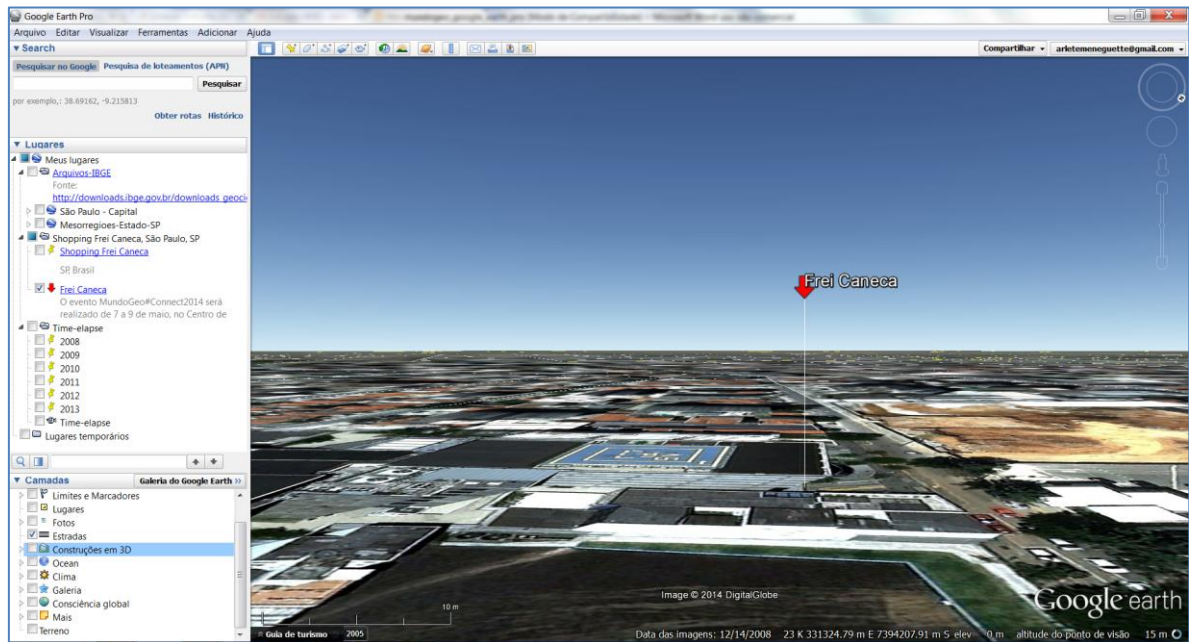 Google Earth Pro
Arquivo Editar Visualizar Ferramentas Adicionar Ajuda
Search
Pesquisar no Google Pesquisa de loteamentos (APN)
Pesquisar
por exemplo,: 38.69162, -9.215813
Obter rotas Histórico
Lugares
Meus lugares
Arquivos-IBGE
Fonte:
http://downloads.ibge.gov.br/downloads_geoci
São Paulo - Capital
Mesorregioes-Estado-SP
Shopping Frei Caneca, São Paulo, SP
Shopping Frei Caneca
SP, Brasil
Frei Caneca
O evento MundoGeo#Connect2014 será
realizado de 7 a 9 de maio, no Centro de
Time-elapse
2008
2009
2010
2011
2012
2013
Time-elapse
Lugares temporários
Camadas Galeria do Google Earth >>
Limites e Marcadores
Lugares
Fotos
Estradas
Construções em 3D
Ocean
Clima
Galeria
Consciência global
Mais
Terreno
Compartilhar arletemeneguette@gmail.com
Frei Caneca
10 m
Image © 2014 DigitalGlobe
Google earth
Guia de turismo 2005
Data das imagens: 12/14/2008 23 K 331324.79 m E 7394207.91 m S elev 0 m altitude do ponto de visão 15 m